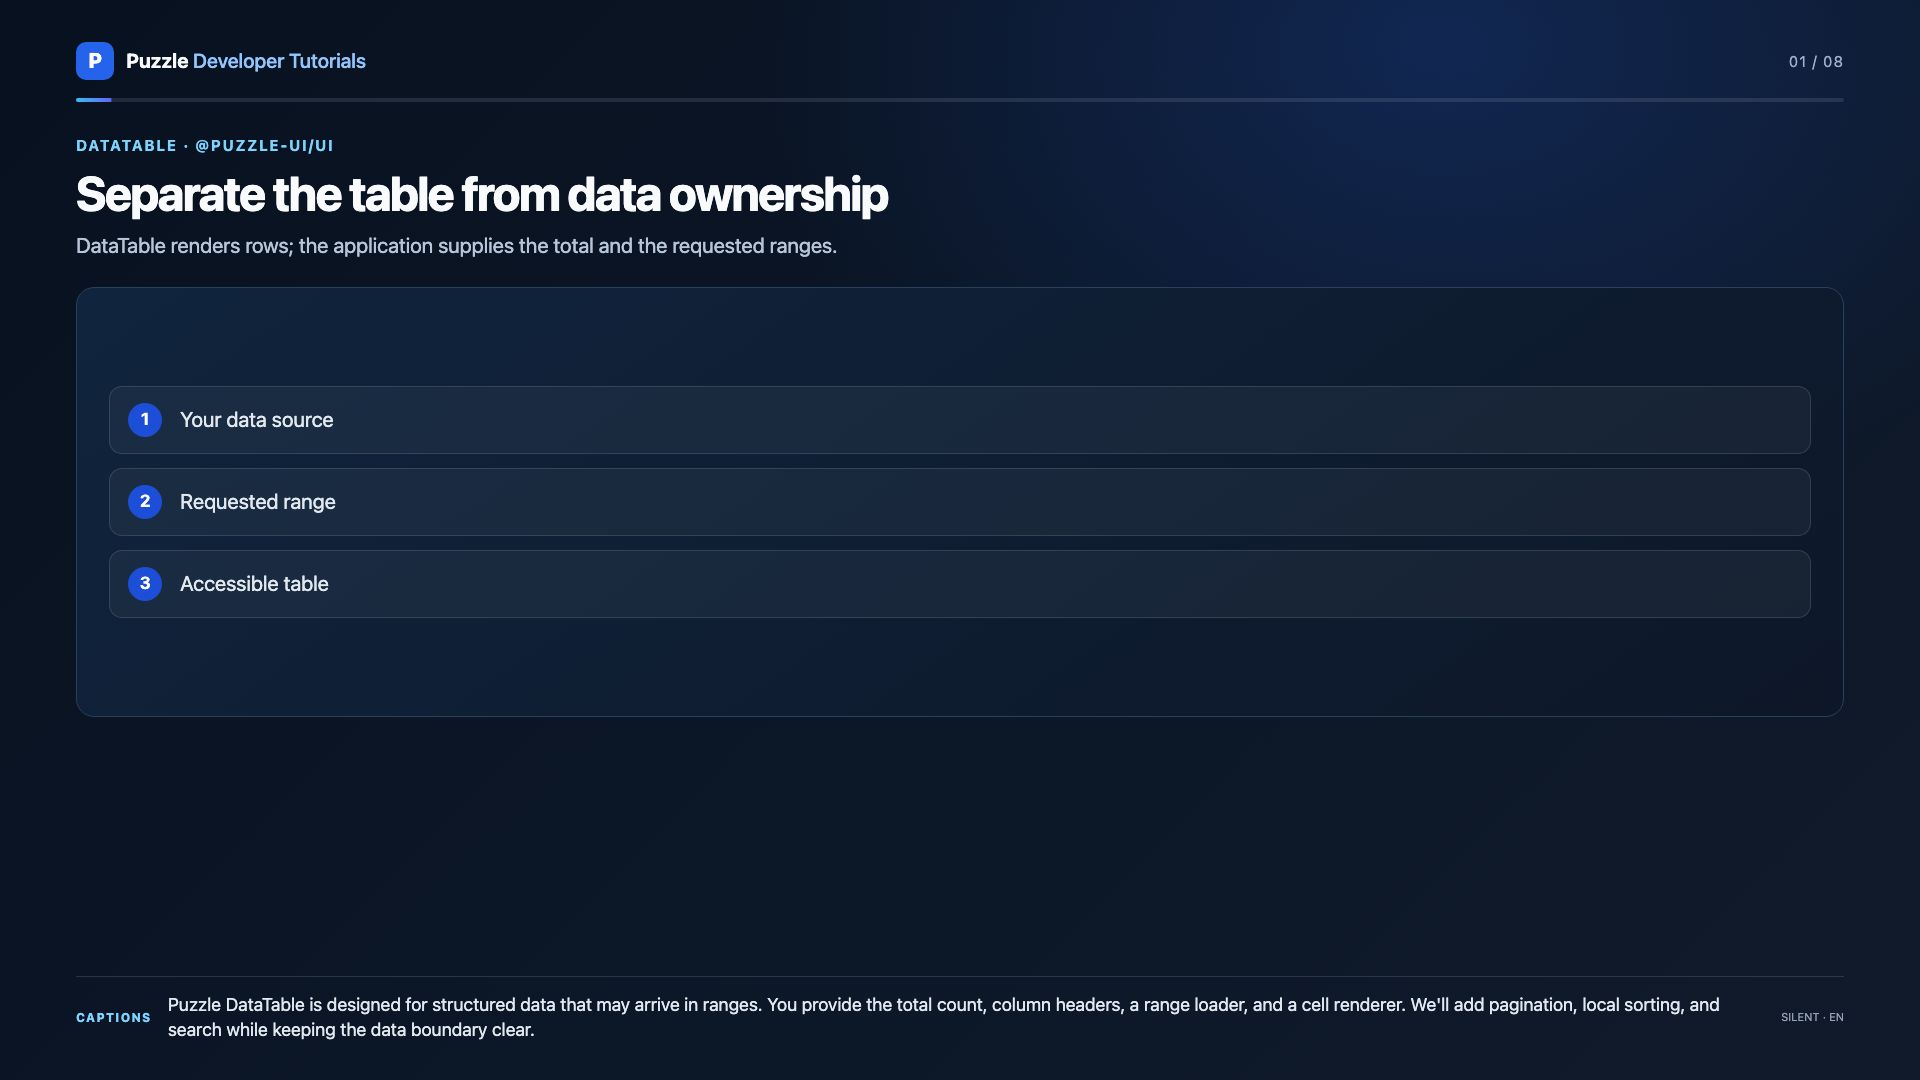 P
Puzzle Developer Tutorials
01 / 08
DATATABLE · @PUZZLE-UI/UI
Separate the table from data ownership
DataTable renders rows; the application supplies the total and the requested ranges.
1 Your data source
2 Requested range
3 Accessible table
CAPTIONS
Puzzle DataTable is designed for structured data that may arrive in ranges. You provide the total count, column headers, a range loader, and a cell renderer. We'll add pagination, local sorting, and
search while keeping the data boundary clear.
SILENT · EN